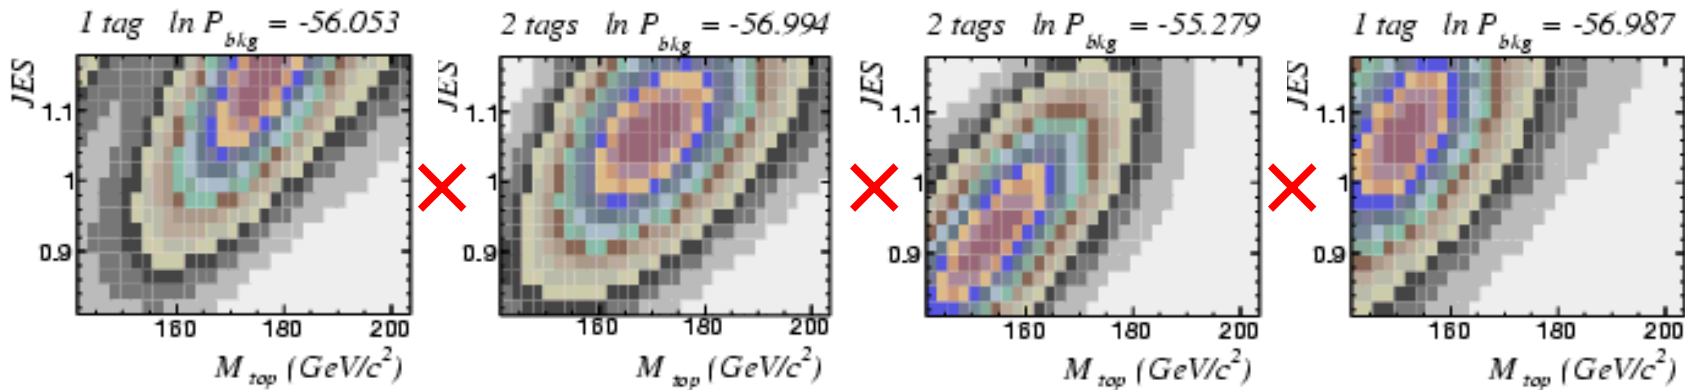 1 tag ln P_bkg = -56.053
JES
1.1
1
0.9
160 180 200
M_top (GeV/c²)
2 tags ln P_bkg = -56.994
JES
1.1
1
0.9
160 180 200
M_top (GeV/c²)
2 tags ln P_bkg = -55.279
JES
1.1
1
0.9
160 180 200
M_top (GeV/c²)
1 tag ln P_bkg = -56.987
JES
1.1
1
0.9
160 180 200
M_top (GeV/c²)